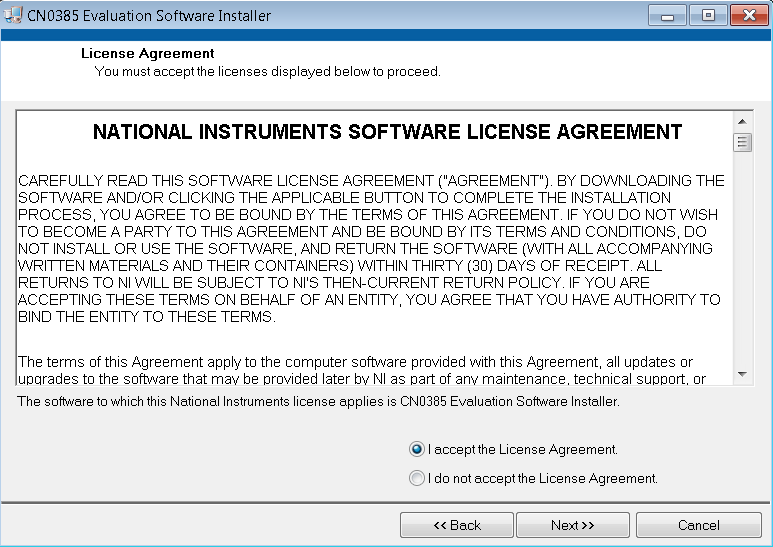 CN0385 Evaluation Software Installer
License Agreement
You must accept the licenses displayed below to proceed.
NATIONAL INSTRUMENTS SOFTWARE LICENSE AGREEMENT
CAREFULLY READ THIS SOFTWARE LICENSE AGREEMENT ("AGREEMENT"). BY DOWNLOADING THE
SOFTWARE AND/OR CLICKING THE APPLICABLE BUTTON TO COMPLETE THE INSTALLATION
PROCESS, YOU AGREE TO BE BOUND BY THE TERMS OF THIS AGREEMENT. IF YOU DO NOT WISH
TO BECOME A PARTY TO THIS AGREEMENT AND BE BOUND BY ITS TERMS AND CONDITIONS, DO
NOT INSTALL OR USE THE SOFTWARE, AND RETURN THE SOFTWARE (WITH ALL ACCOMPANYING
WRITTEN MATERIALS AND THEIR CONTAINERS) WITHIN THIRTY (30) DAYS OF RECEIPT. ALL
RETURNS TO NI WILL BE SUBJECT TO NI'S THEN-CURRENT RETURN POLICY. IF YOU ARE
ACCEPTING THESE TERMS ON BEHALF OF AN ENTITY, YOU AGREE THAT YOU HAVE AUTHORITY TO
BIND THE ENTITY TO THESE TERMS.
The terms of this Agreement apply to the computer software provided with this Agreement, all updates or
upgrades to the software that may be provided later by NI as part of any maintenance, technical support, or
The software to which this National Instruments license applies is CN0385 Evaluation Software Installer.
I accept the License Agreement.
I do not accept the License Agreement.
<< Back Next >> Cancel